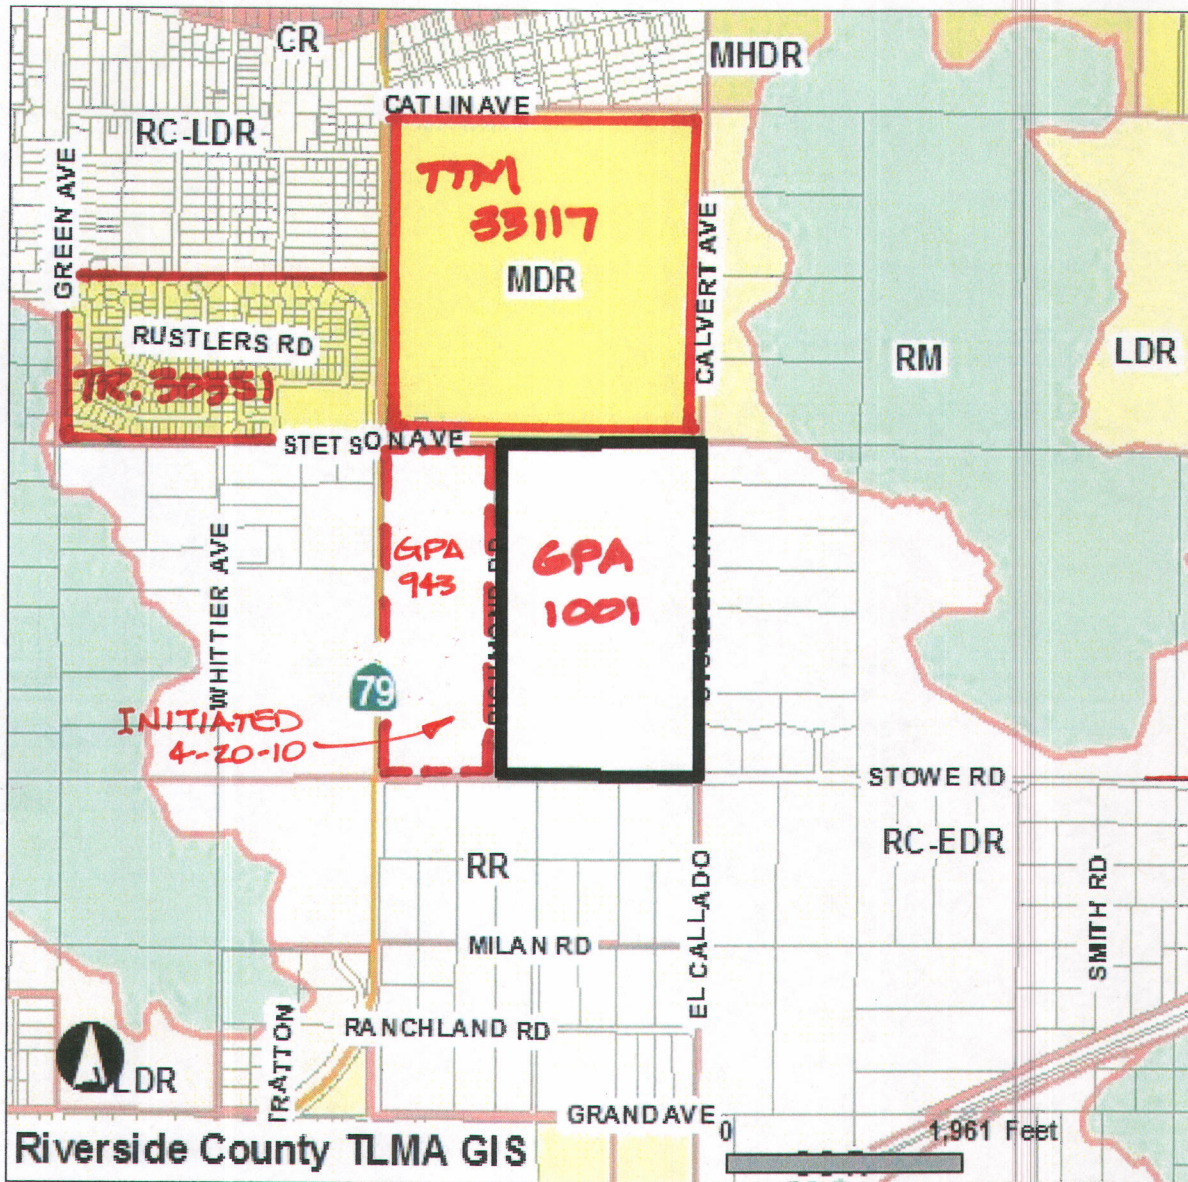 CR
MHDR
CATLIN AVE
RC-LDR
TTM
33117
GREEN AVE
MDR
CALVERT AVE
RUSTLERS RD
TR. 30351
RM
LDR
STETSON AVE
WHITTIER AVE
GPA
943
GPA
1001
79
INITIATED
4-20-10
STOWE RD
RC-EDR
RR
EL CALLADO
SMITH RD
MILAN RD
RANCHLAND RD
TRATTON
LDR
GRAND AVE
0
1,961 Feet
Riverside County TLMA GIS